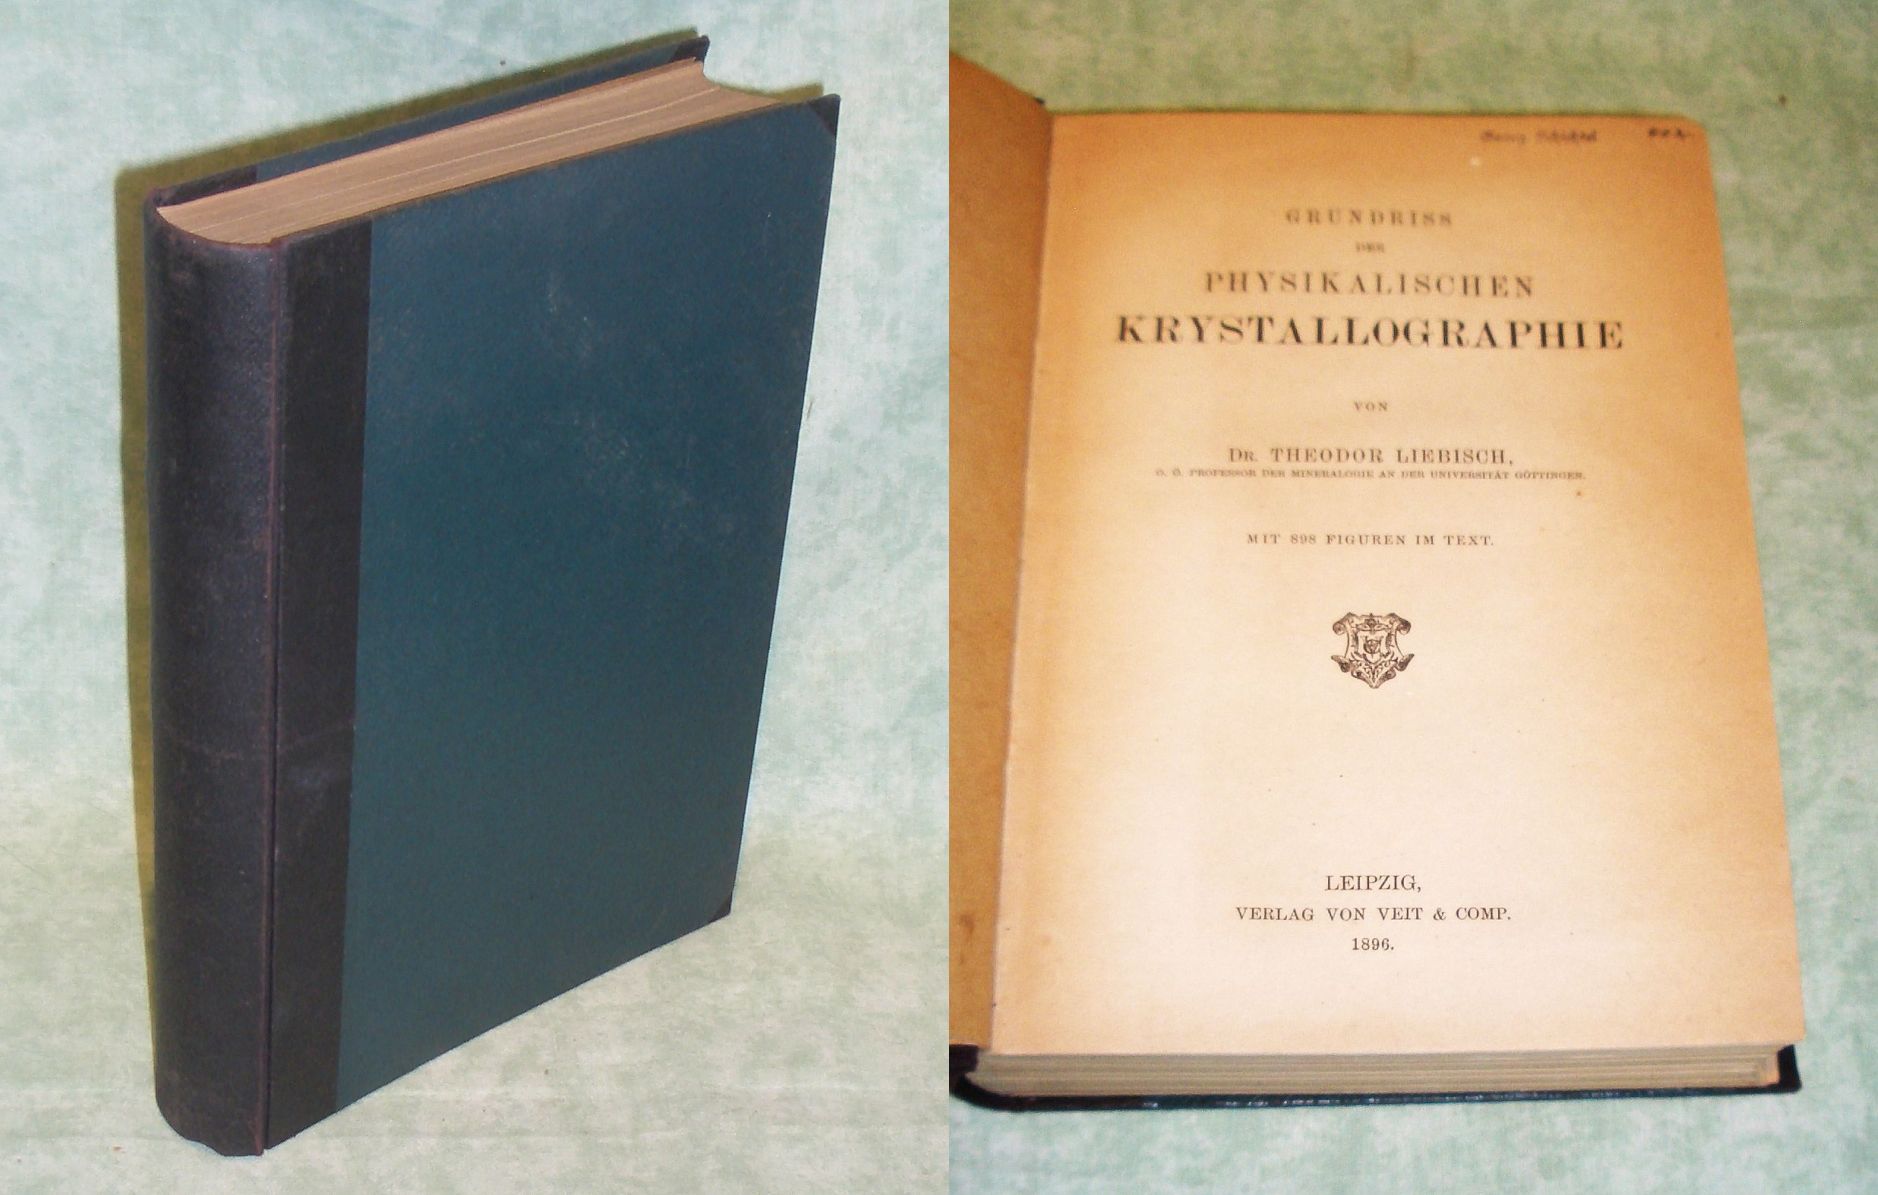 GRUNDRISS
DER
PHYSIKALISCHEN
KRYSTALLOGRAPHIE
VON
DR. THEODOR LIEBISCH,
O. Ö. PROFESSOR DER MINERALOGIE AN DER UNIVERSITÄT GÖTTINGEN.
MIT 898 FIGUREN IM TEXT.
LEIPZIG,
VERLAG VON VEIT & COMP.
1896.